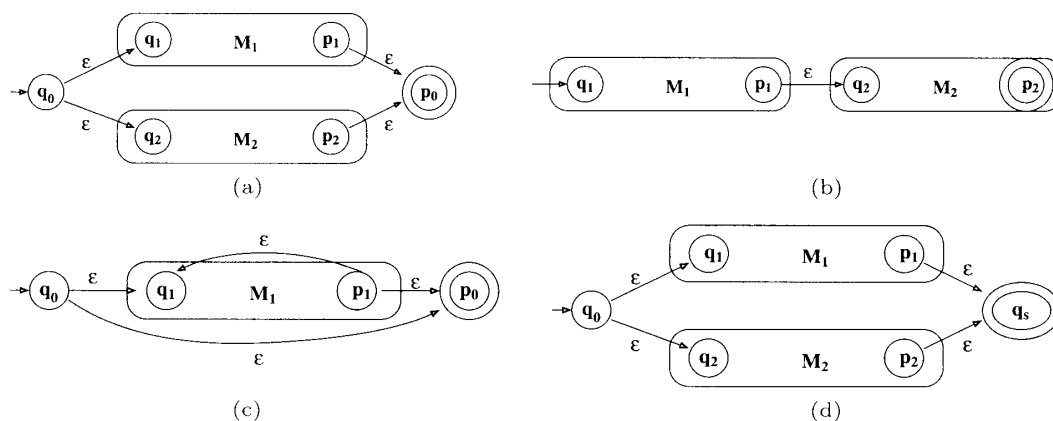 q₁ M₁ p₁
ε ε
q₀ p₀
ε ε
q₂ M₂ p₂
(a)
q₁ M₁ p₁ ε q₂ M₂ p₂
(b)
ε
q₀ ε q₁ M₁ p₁ ε p₀
ε
(c)
q₁ M₁ p₁
ε ε
q₀ qₛ
ε ε
q₂ M₂ p₂
(d)